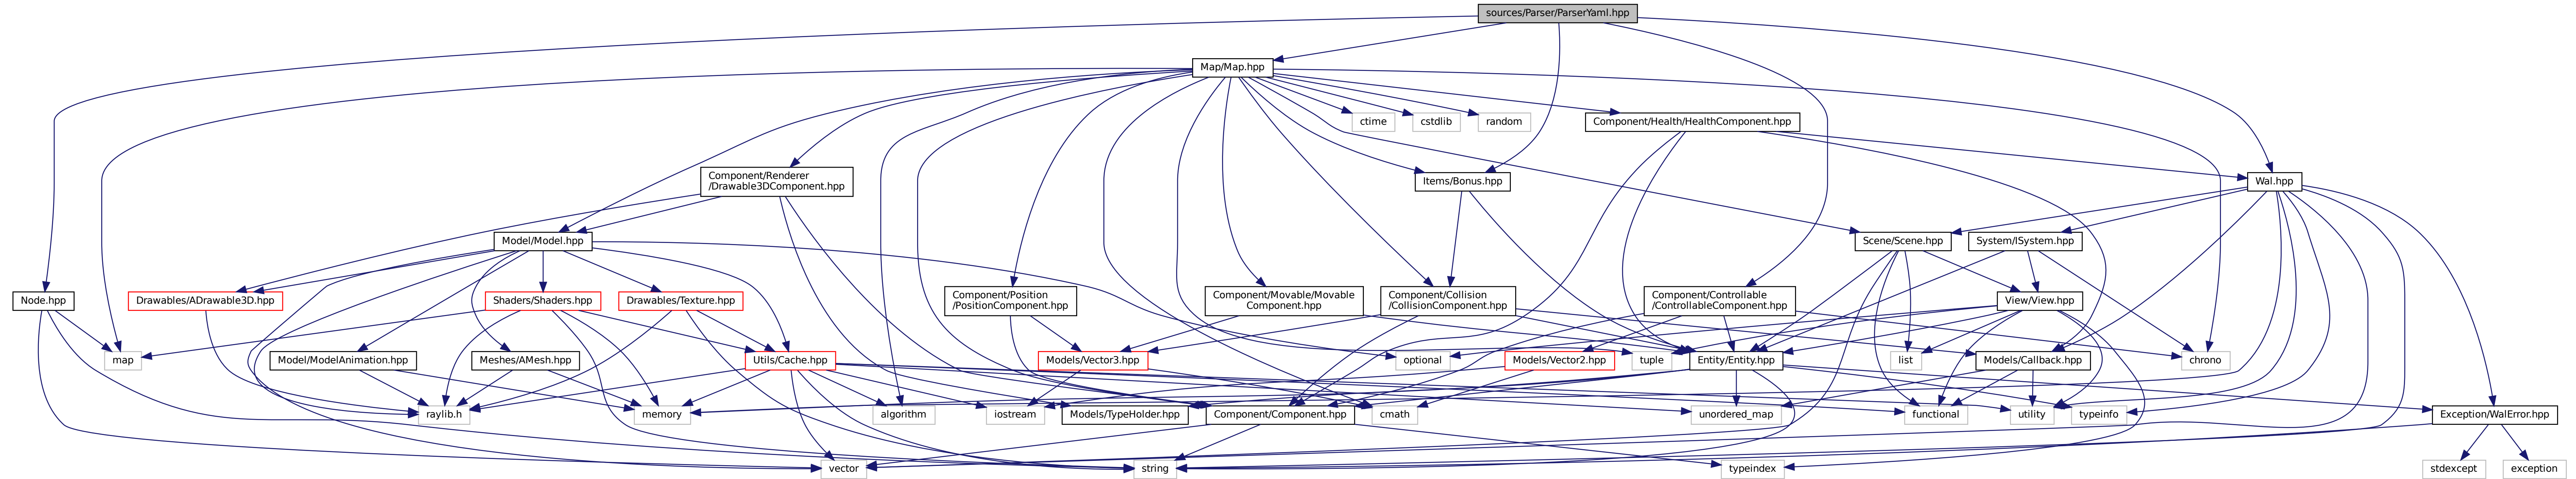 sources/Parser/ParserYaml.hpp
Map/Map.hpp
ctime
cstdlib
random
Component/Health/HealthComponent.hpp
Component/Renderer
/Drawable3DComponent.hpp
Items/Bonus.hpp
Wal.hpp
Model/Model.hpp
Scene/Scene.hpp
System/ISystem.hpp
Node.hpp
Drawables/ADrawable3D.hpp
Shaders/Shaders.hpp
Drawables/Texture.hpp
Component/Position
/PositionComponent.hpp
Component/Movable/Movable
Component.hpp
Component/Collision
/CollisionComponent.hpp
Component/Controllable
/ControllableComponent.hpp
View/View.hpp
map
Model/ModelAnimation.hpp
Meshes/AMesh.hpp
Utils/Cache.hpp
Models/Vector3.hpp
optional
Models/Vector2.hpp
tuple
Entity/Entity.hpp
list
Models/Callback.hpp
chrono
raylib.h
memory
algorithm
iostream
Models/TypeHolder.hpp
Component/Component.hpp
cmath
unordered_map
functional
utility
typeinfo
Exception/WalError.hpp
vector
string
typeindex
stdexcept
exception